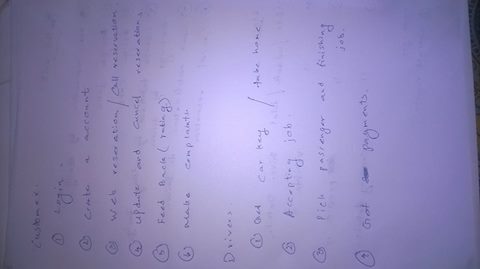 Customer.
① Login.
② Create a account
③ Web reservation / Call reservation.
④ Update and Cancel reservations.
⑤ Feed Back (rating)
⑥ Make complaints
Drivers.
① Get Car key / take home
② Accepting job.
③ Pick passenger and finishing
job.
④ Get payments.